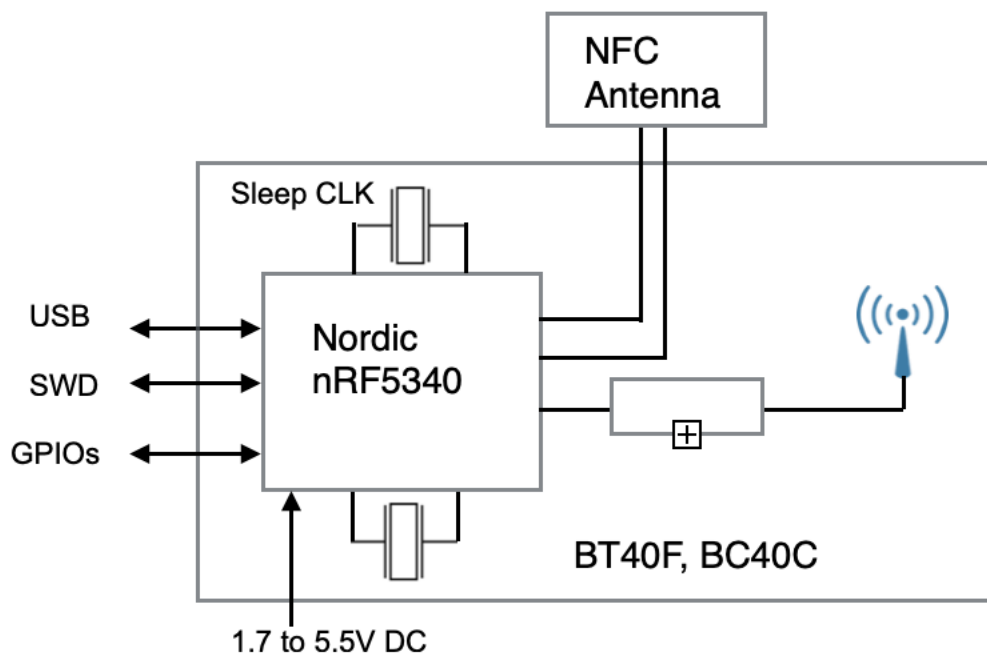 NFC
Antenna
Sleep CLK
USB
Nordic
nRF5340
SWD
GPIOs
BT40F, BC40C
1.7 to 5.5V DC